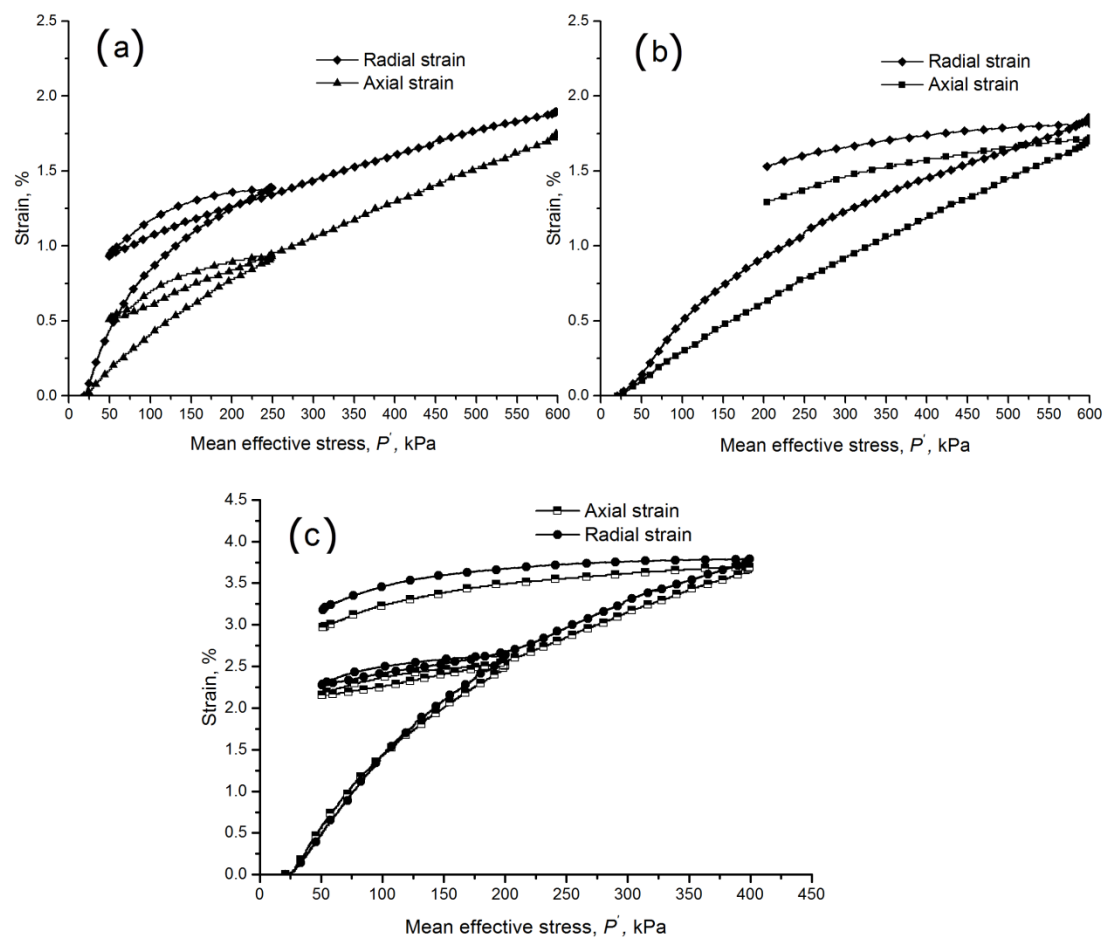 (a)
Radial strain
Axial strain
Strain, %
2.5
2.0
1.5
1.0
0.5
0.0
0 50 100 150 200 250 300 350 400 450 500 550 600
Mean effective stress, P', kPa
(b)
Radial strain
Axial strain
Strain, %
2.5
2.0
1.5
1.0
0.5
0.0
0 50 100 150 200 250 300 350 400 450 500 550 600
Mean effective stress, P', kPa
(c)
Axial strain
Radial strain
Strain, %
4.5
4.0
3.5
3.0
2.5
2.0
1.5
1.0
0.5
0.0
0 50 100 150 200 250 300 350 400 450
Mean effective stress, P', kPa